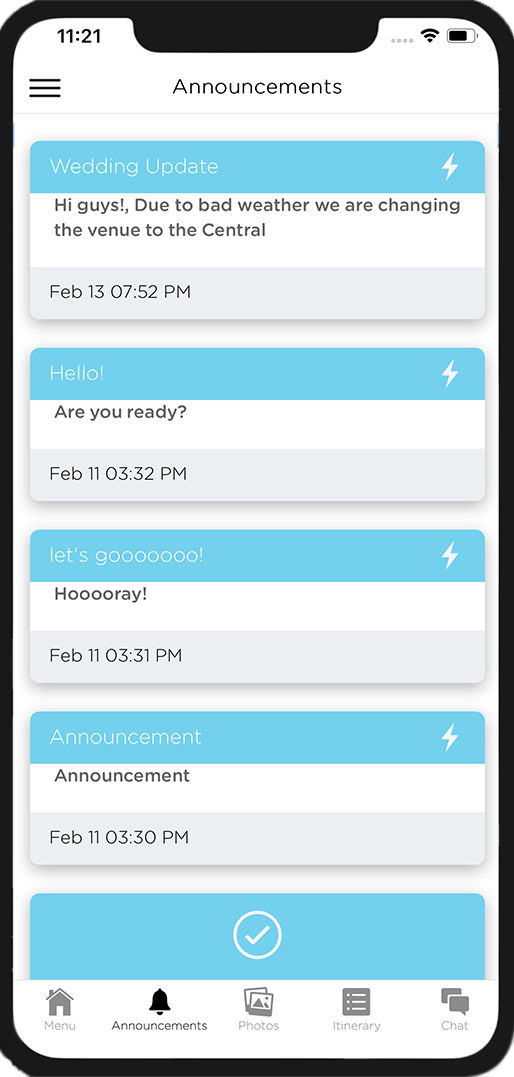 11:21
Announcements
Wedding Update
Hi guys!, Due to bad weather we are changing
the venue to the Central
Feb 13 07:52 PM
Hello!
Are you ready?
Feb 11 03:32 PM
let's gooooooo!
Hooooray!
Feb 11 03:31 PM
Announcement
Announcement
Feb 11 03:30 PM
Menu
Announcements
Photos
Itinerary
Chat